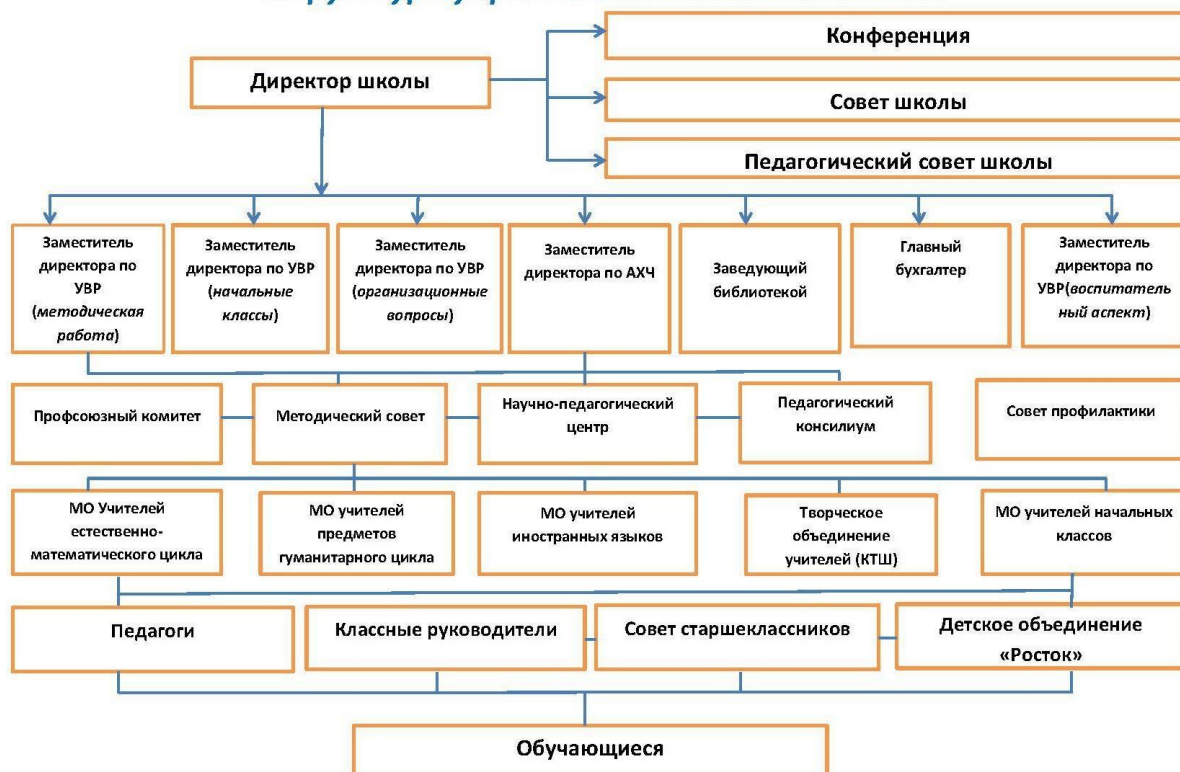 Конференция
Директор школы
Совет школы
Педагогический совет школы
Заместитель
директора по
УВР
(методическая
работа)
Заместитель
директора по УВР
(начальные
классы)
Заместитель
директора по УВР
(организационные
вопросы)
Заместитель
директора по АХЧ
Заведующий
библиотекой
Главный
бухгалтер
Заместитель
директора по
УВР(воспитатель
ный аспект)
Профсоюзный комитет
Методический совет
Научно-педагогический
центр
Педагогический
консилиум
Совет профилактики
МО Учителей
естественно-
математического цикла
МО учителей
предметов
гуманитарного цикла
МО учителей
иностранных языков
Творческое
объединение
учителей (КТШ)
МО учителей начальных
классов
Педагоги
Классные руководители
Совет старшеклассников
Детское объединение
«Росток»
Обучающиеся